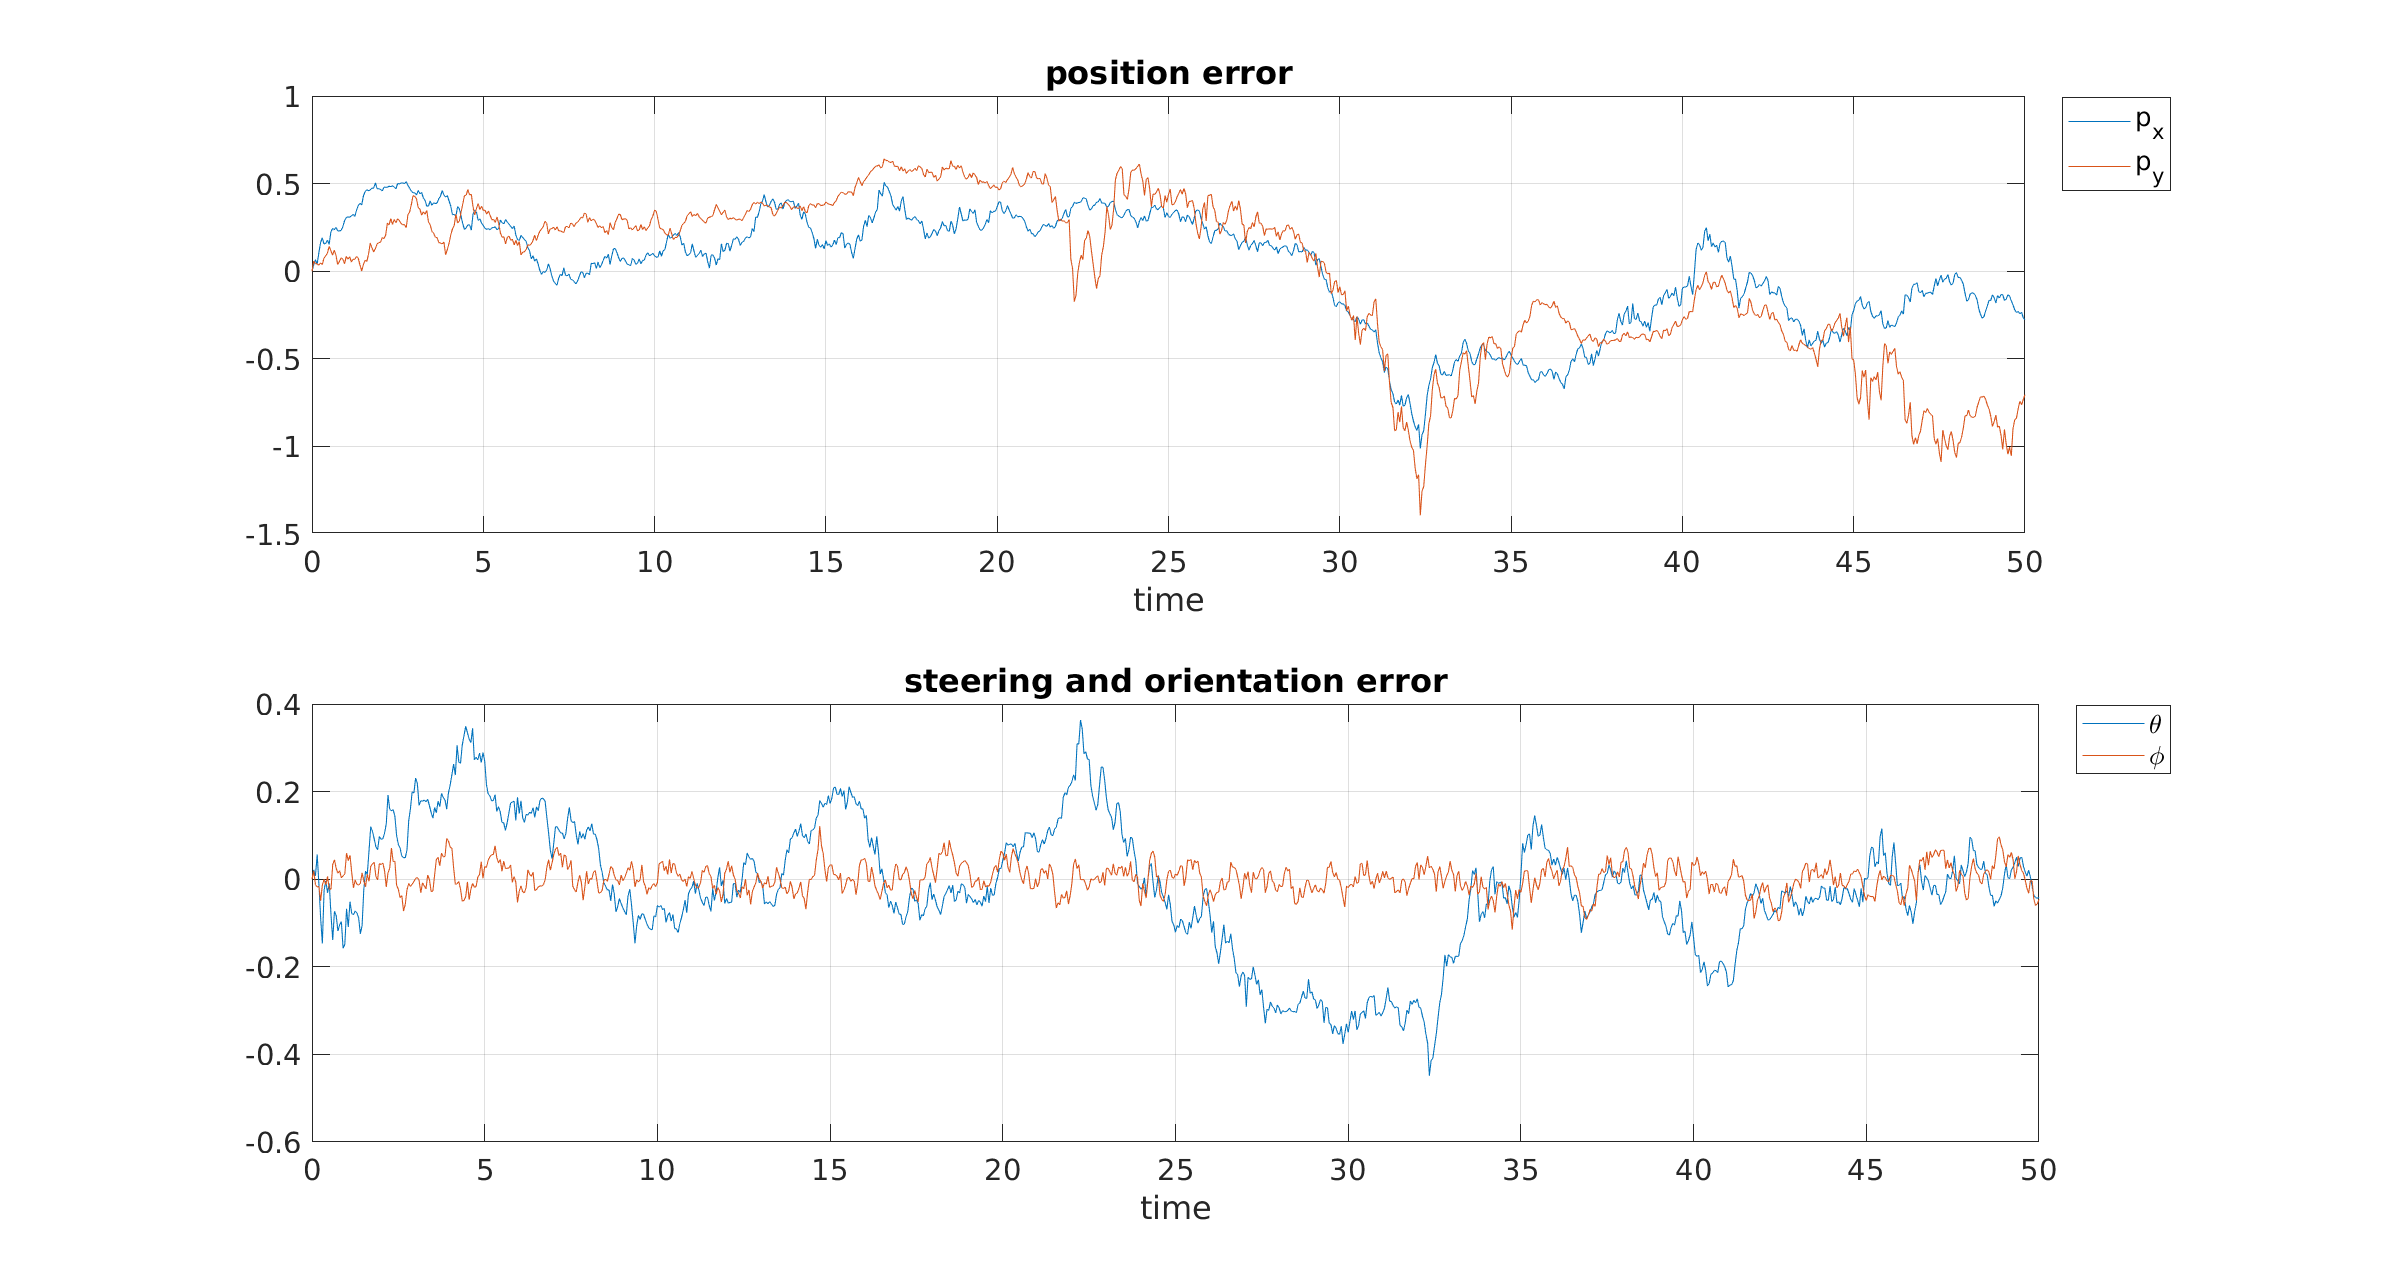 position error
1
0.5
0
-0.5
-1
-1.5
0 5 10 15 20 25 30 35 40 45 50
time
p_x
p_y
steering and orientation error
0.4
0.2
0
-0.2
-0.4
-0.6
0 5 10 15 20 25 30 35 40 45 50
time
θ
ϕ